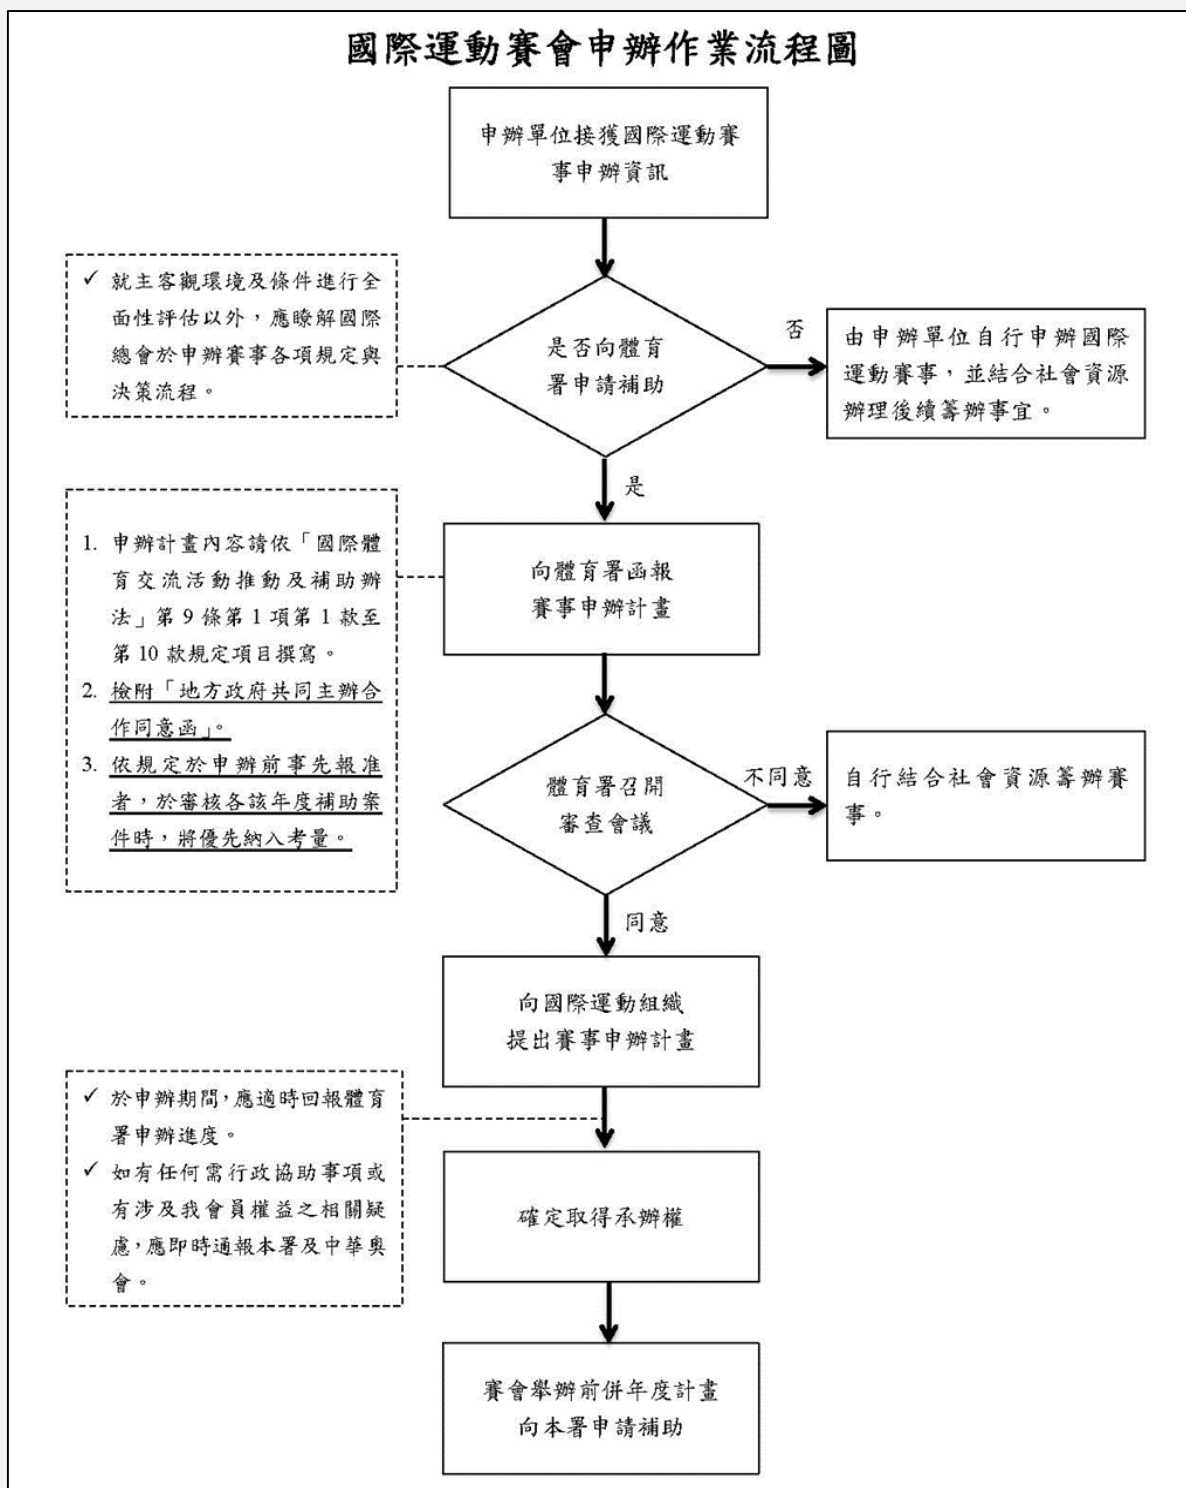 國際運動賽會申辦作業流程圖
申辦單位接獲國際運動賽
事申辦資訊
✓ 就主客觀環境及條件進行全
面性評估以外，應瞭解國際
總會於申辦賽事各項規定與
決策流程。
是否向體育
署申請補助
否
由申辦單位自行申辦國際
運動賽事，並結合社會資源
辦理後續籌辦事宜。
是
1. 申辦計畫內容請依「國際體
育交流活動推動及補助辦
法」第 9 條第 1 項第 1 款至
第 10 款規定項目撰寫。
2. 檢附「地方政府共同主辦合
作同意函」。
3. 依規定於申辦前事先報准
者，於審核各該年度補助案
件時，將優先納入考量。
向體育署函報
賽事申辦計畫
體育署召開
審查會議
不同意
自行結合社會資源籌辦賽
事。
同意
向國際運動組織
提出賽事申辦計畫
✓ 於申辦期間，應適時回報體育
署申辦進度。
✓ 如有任何需行政協助事項或
有涉及我會員權益之相關疑
慮，應即時通報本署及中華奧
會。
確定取得承辦權
賽會舉辦前併年度計畫
向本署申請補助